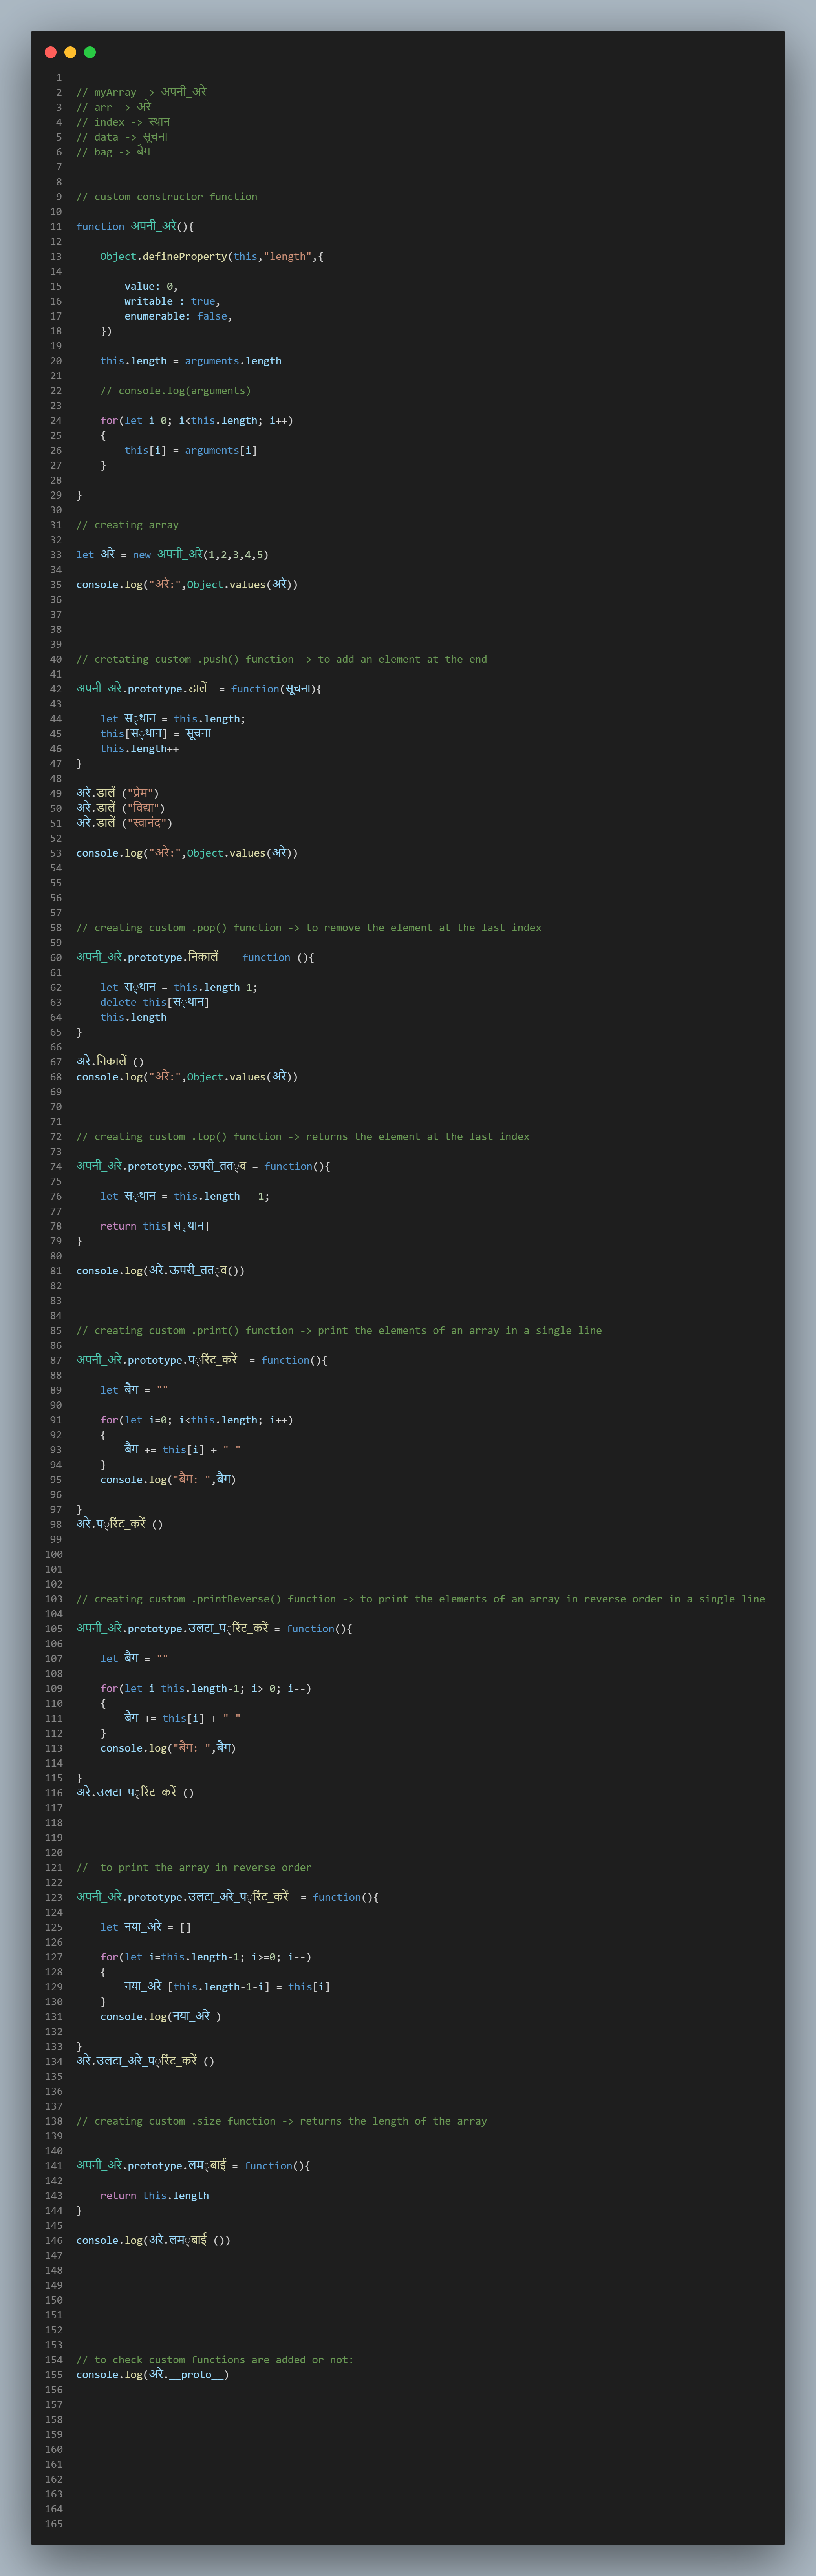 1
2 // myArray -> अपनी_अरे
3 // arr -> अरे
4 // index -> स्थान
5 // data -> सूचना
6 // bag -> बैग
7
8
9 // custom constructor function
10
11 function अपनी_अरे(){
12
13     Object.defineProperty(this,"length",{
14
15         value: 0,
16         writable : true,
17         enumerable: false,
18     })
19
20     this.length = arguments.length
21
22     // console.log(arguments)
23
24     for(let i=0; i<this.length; i++)
25     {
26         this[i] = arguments[i]
27     }
28
29 }
30
31 // creating array
32
33 let अरे = new अपनी_अरे(1,2,3,4,5)
34
35 console.log("अरे:",Object.values(अरे))
36
37
38
39
40 // cretating custom .push() function -> to add an element at the end
41
42 अपनी_अरे.prototype.डालें  = function(सूचना){
43
44     let स्थान = this.length;
45     this[स्थान] = सूचना
46     this.length++
47 }
48
49 अरे.डालें ("प्रेम")
50 अरे.डालें ("विद्या")
51 अरे.डालें ("स्वानंद")
52
53 console.log("अरे:",Object.values(अरे))
54
55
56
57
58 // creating custom .pop() function -> to remove the element at the last index
59
60 अपनी_अरे.prototype.निकालें  = function (){
61
62     let स्थान = this.length-1;
63     delete this[स्थान]
64     this.length--
65 }
66
67 अरे.निकालें ()
68 console.log("अरे:",Object.values(अरे))
69
70
71
72 // creating custom .top() function -> returns the element at the last index
73
74 अपनी_अरे.prototype.ऊपरी_तत्व = function(){
75
76     let स्थान = this.length - 1;
77
78     return this[स्थान]
79 }
80
81 console.log(अरे.ऊपरी_तत्व())
82
83
84
85 // creating custom .print() function -> print the elements of an array in a single line
86
87 अपनी_अरे.prototype.प्रिंट_करें  = function(){
88
89     let बैग = ""
90
91     for(let i=0; i<this.length; i++)
92     {
93         बैग += this[i] + " "
94     }
95     console.log("बैग: ",बैग)
96
97 }
98 अरे.प्रिंट_करें ()
99
100
101
102
103 // creating custom .printReverse() function -> to print the elements of an array in reverse order in a single line
104
105 अपनी_अरे.prototype.उलटा_प्रिंट_करें = function(){
106
107     let बैग = ""
108
109     for(let i=this.length-1; i>=0; i--)
110     {
111         बैग += this[i] + " "
112     }
113     console.log("बैग: ",बैग)
114
115 }
116 अरे.उलटा_प्रिंट_करें ()
117
118
119
120
121 //  to print the array in reverse order
122
123 अपनी_अरे.prototype.उलटा_अरे_प्रिंट_करें  = function(){
124
125     let नया_अरे = []
126
127     for(let i=this.length-1; i>=0; i--)
128     {
129         नया_अरे [this.length-1-i] = this[i]
130     }
131     console.log(नया_अरे )
132
133 }
134 अरे.उलटा_अरे_प्रिंट_करें ()
135
136
137
138 // creating custom .size function -> returns the length of the array
139
140
141 अपनी_अरे.prototype.लम्बाई = function(){
142
143     return this.length
144 }
145
146 console.log(अरे.लम्बाई ())
147
148
149
150
151
152
153
154 // to check custom functions are added or not:
155 console.log(अरे.__proto__)
156
157
158
159
160
161
162
163
164
165